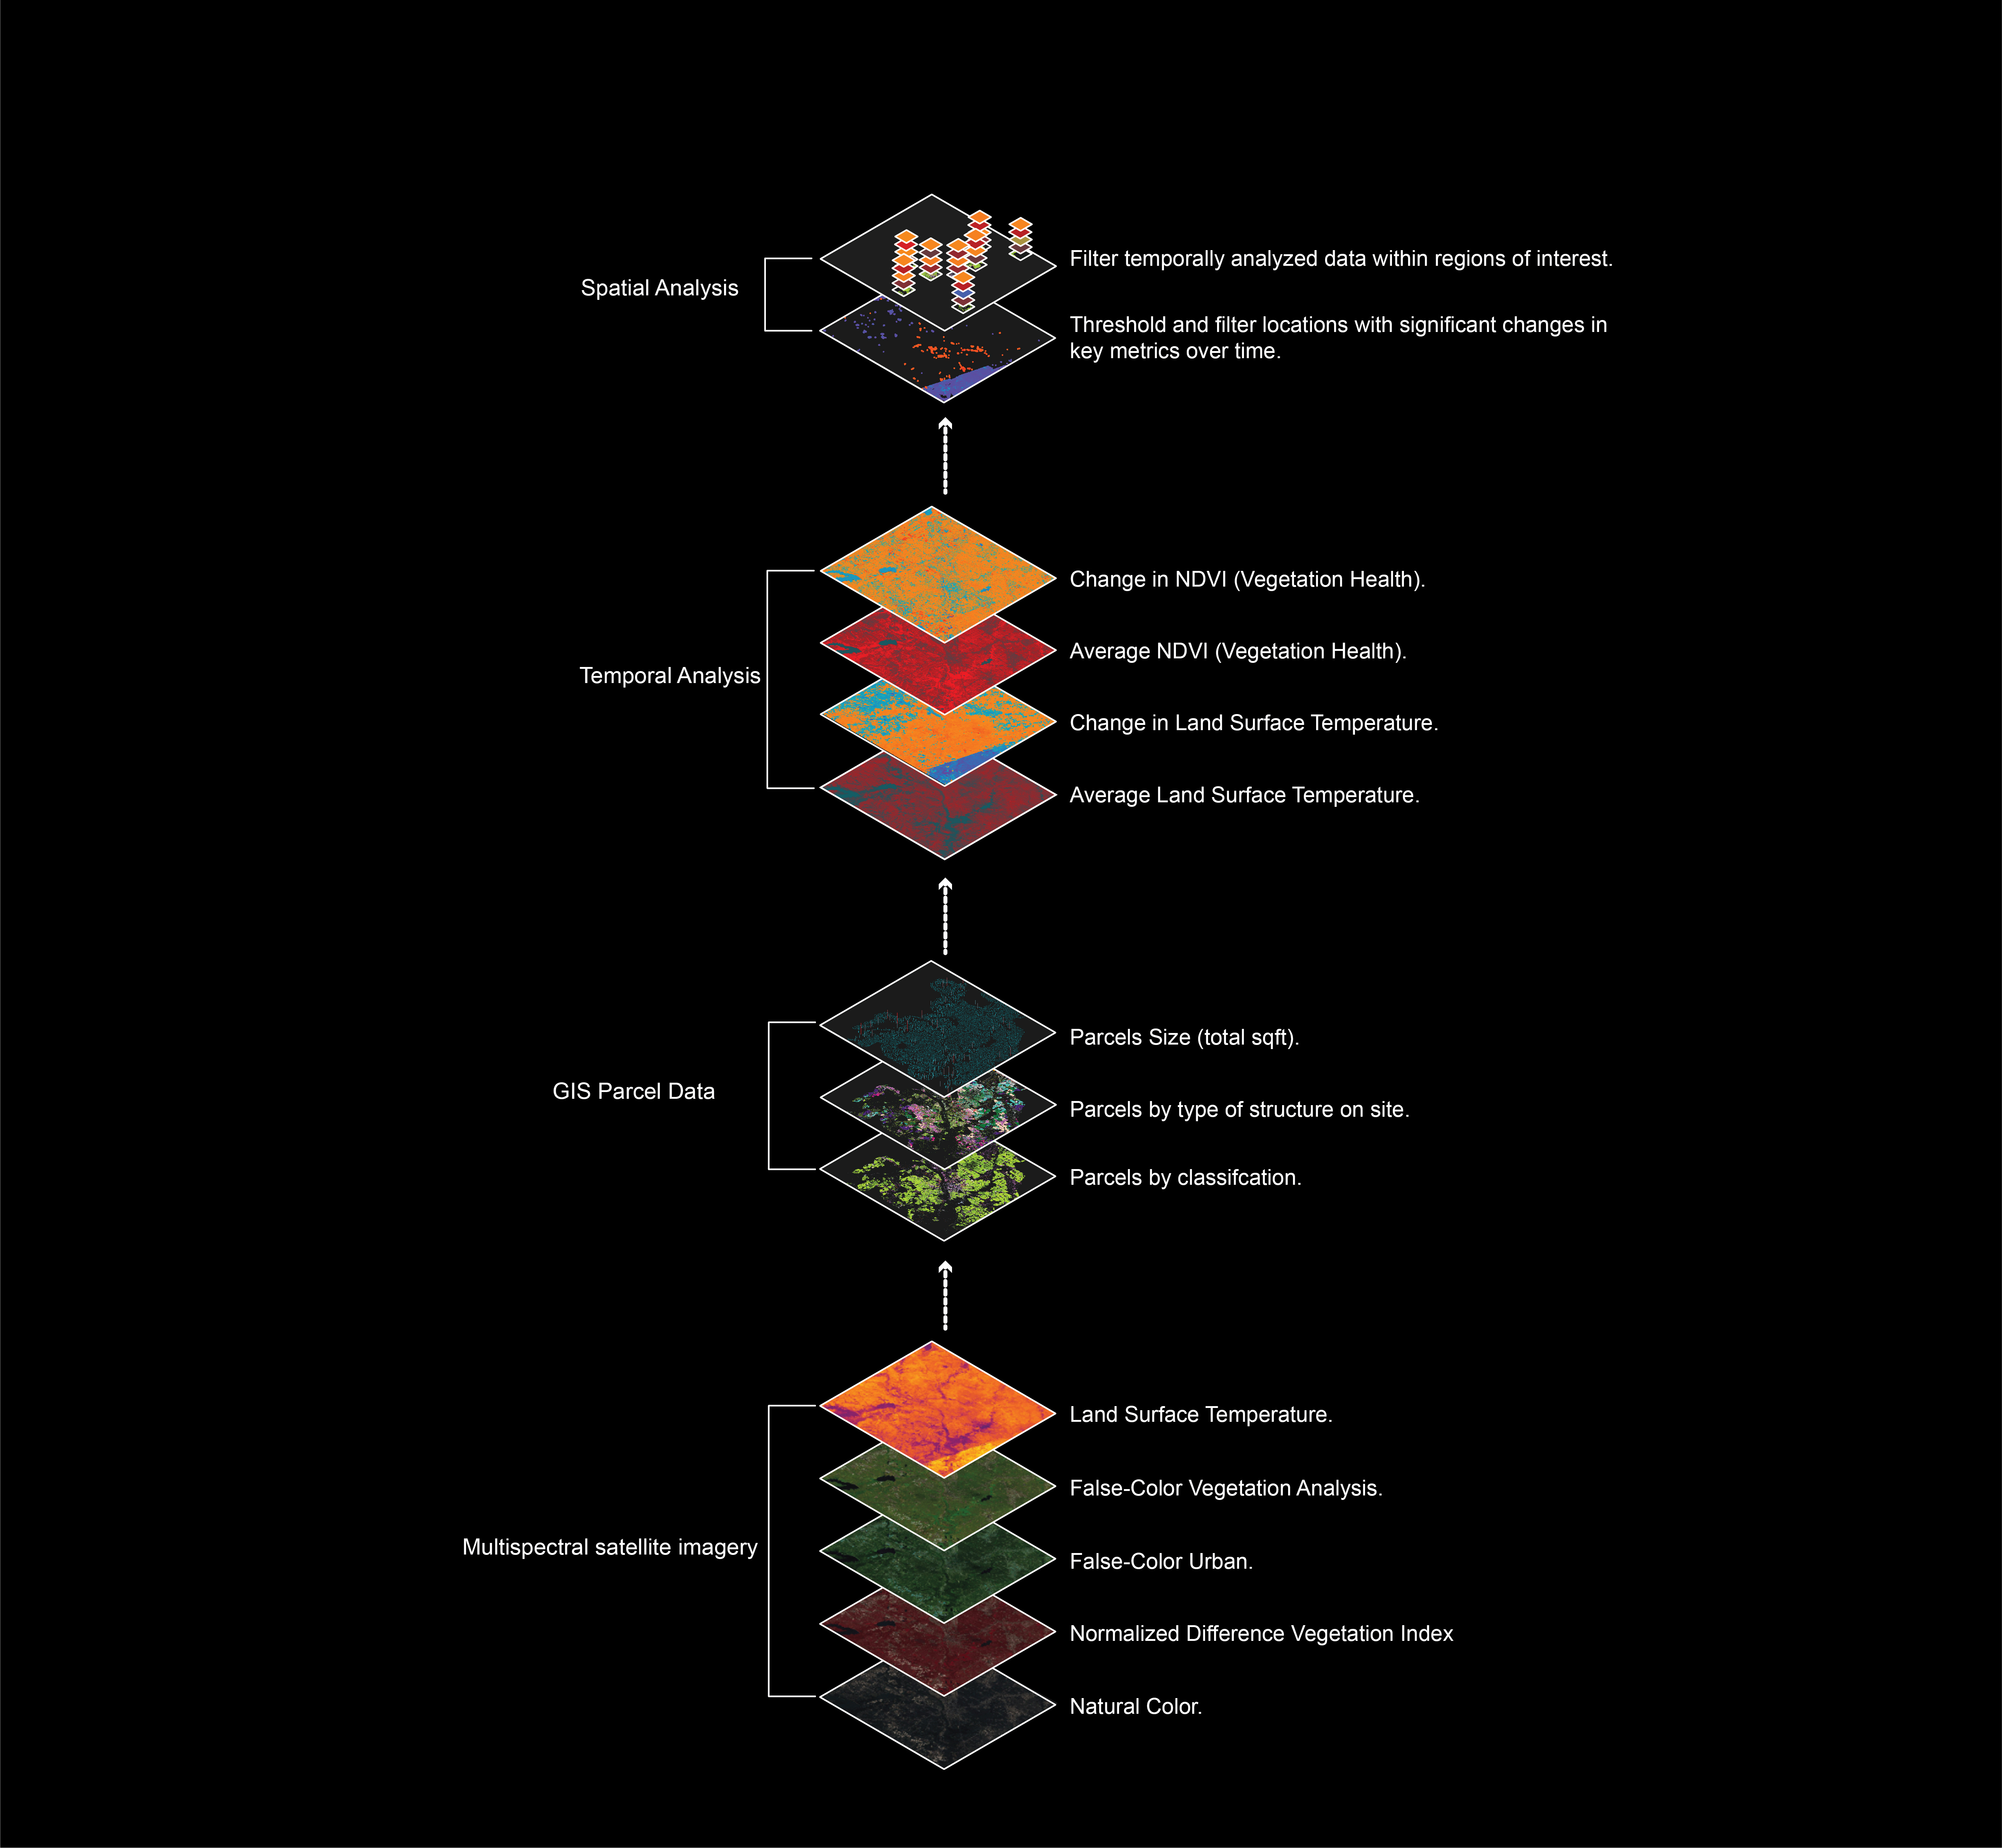 Filter temporally analyzed data within regions of interest.
Spatial Analysis
Threshold and filter locations with significant changes in
key metrics over time.
Change in NDVI (Vegetation Health).
Average NDVI (Vegetation Health).
Temporal Analysis
Change in Land Surface Temperature.
Average Land Surface Temperature.
Parcels Size (total sqft).
GIS Parcel Data
Parcels by type of structure on site.
Parcels by classifcation.
Land Surface Temperature.
False-Color Vegetation Analysis.
Multispectral satellite imagery
False-Color Urban.
Normalized Difference Vegetation Index
Natural Color.